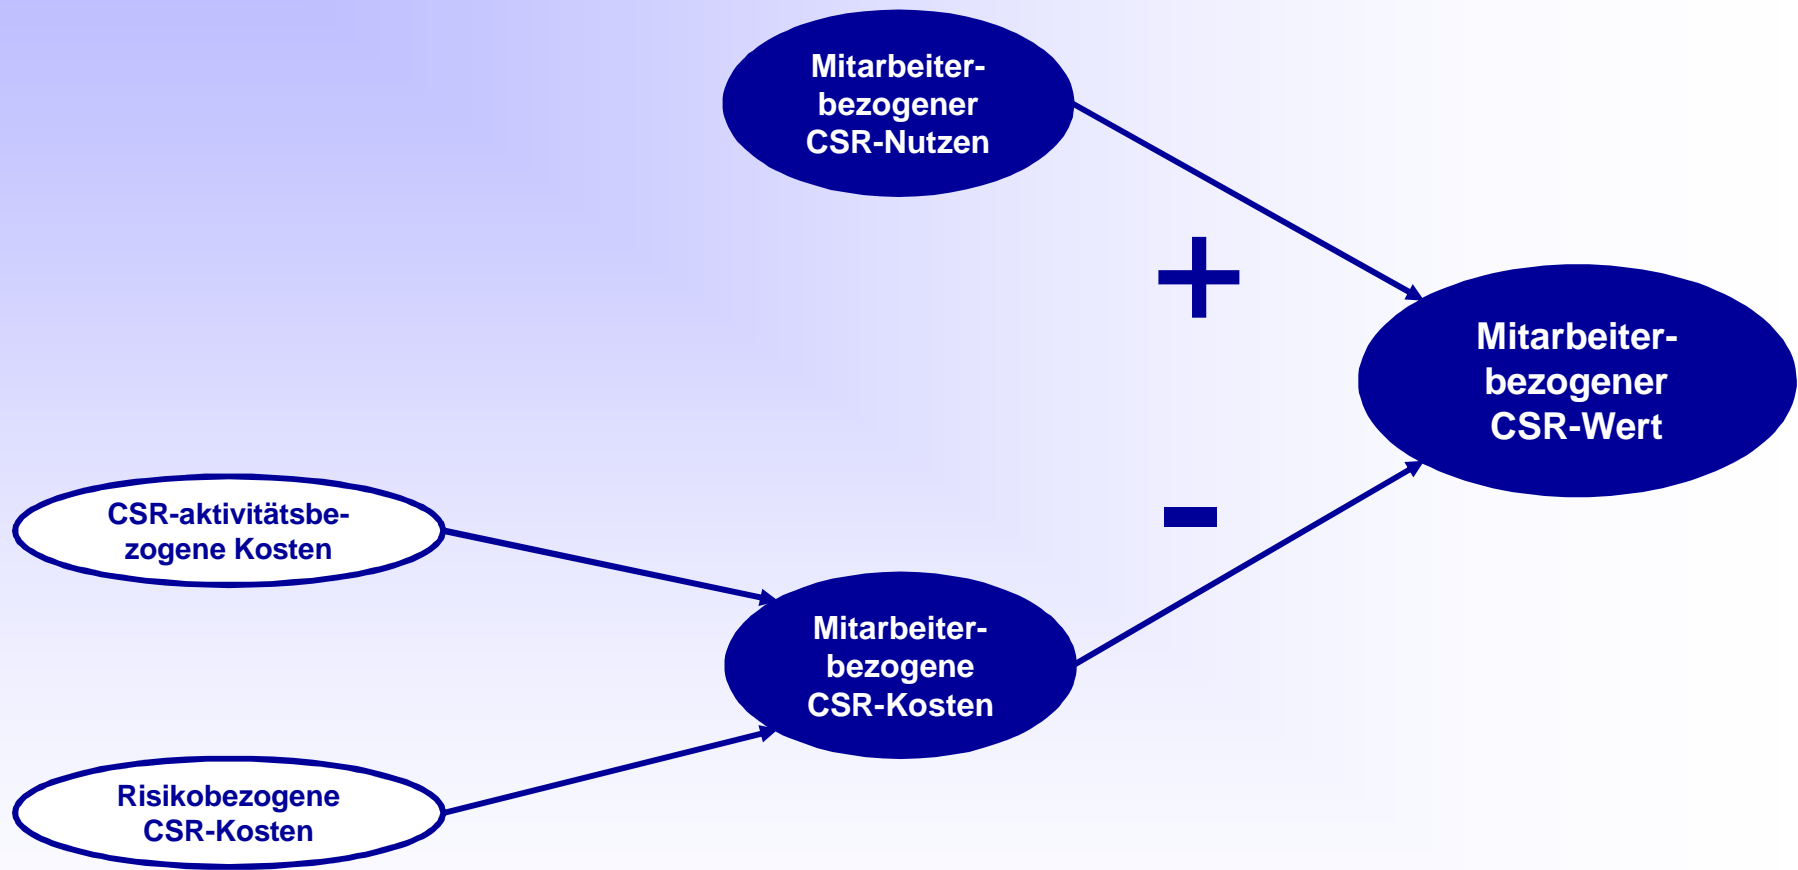 Mitarbeiter-
bezogener
CSR-Nutzen
+
Mitarbeiter-
bezogener
CSR-Wert
-
CSR-aktivitätsbe-
zogene Kosten
Mitarbeiter-
bezogene
CSR-Kosten
Risikobezogene
CSR-Kosten